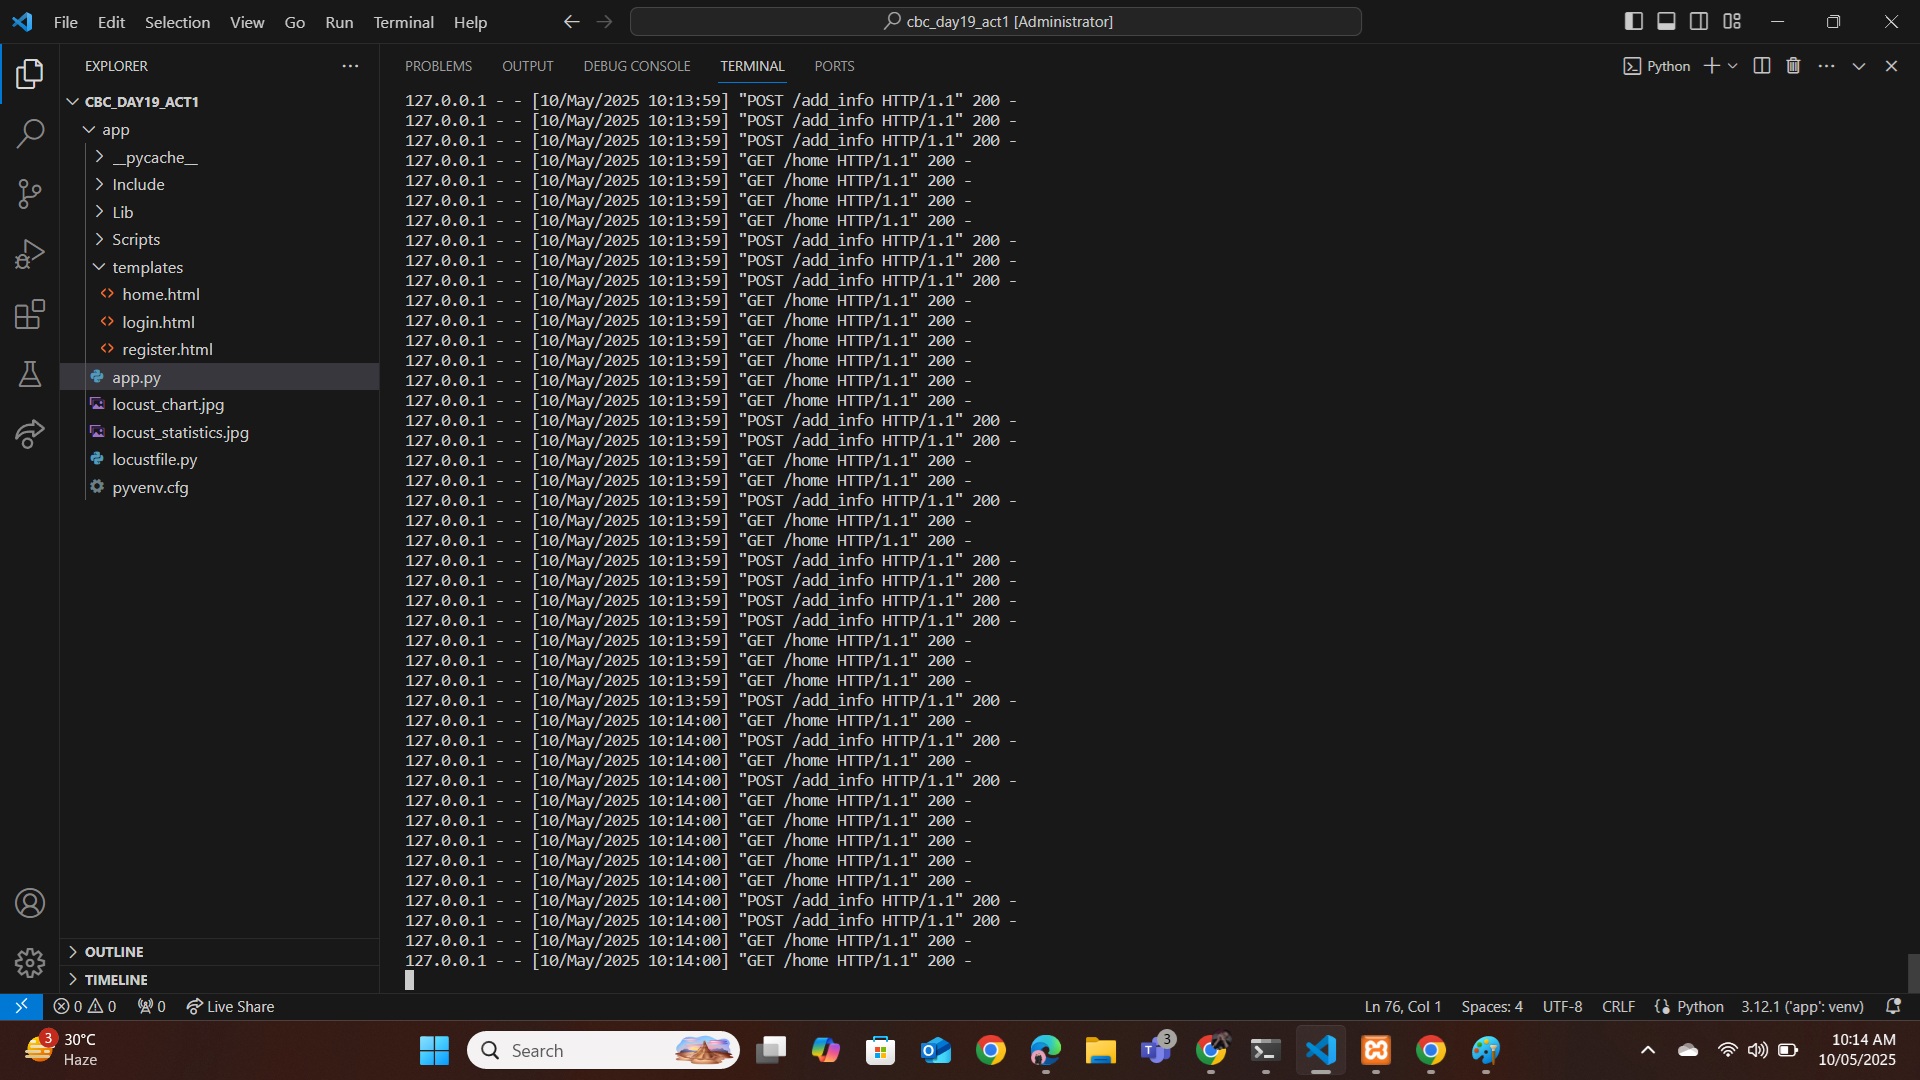 File Edit Selection View Go Run Terminal Help
cbc_day19_act1 [Administrator]
EXPLORER
CBC_DAY19_ACT1
app
__pycache__
Include
Lib
Scripts
templates
home.html
login.html
register.html
app.py
locust_chart.jpg
locust_statistics.jpg
locustfile.py
pyvenv.cfg
OUTLINE
TIMELINE
PROBLEMS OUTPUT DEBUG CONSOLE TERMINAL PORTS
Python
127.0.0.1 - - [10/May/2025 10:13:59] "POST /add_info HTTP/1.1" 200 -
127.0.0.1 - - [10/May/2025 10:13:59] "POST /add_info HTTP/1.1" 200 -
127.0.0.1 - - [10/May/2025 10:13:59] "POST /add_info HTTP/1.1" 200 -
127.0.0.1 - - [10/May/2025 10:13:59] "GET /home HTTP/1.1" 200 -
127.0.0.1 - - [10/May/2025 10:13:59] "GET /home HTTP/1.1" 200 -
127.0.0.1 - - [10/May/2025 10:13:59] "GET /home HTTP/1.1" 200 -
127.0.0.1 - - [10/May/2025 10:13:59] "GET /home HTTP/1.1" 200 -
127.0.0.1 - - [10/May/2025 10:13:59] "POST /add_info HTTP/1.1" 200 -
127.0.0.1 - - [10/May/2025 10:13:59] "POST /add_info HTTP/1.1" 200 -
127.0.0.1 - - [10/May/2025 10:13:59] "POST /add_info HTTP/1.1" 200 -
127.0.0.1 - - [10/May/2025 10:13:59] "GET /home HTTP/1.1" 200 -
127.0.0.1 - - [10/May/2025 10:13:59] "GET /home HTTP/1.1" 200 -
127.0.0.1 - - [10/May/2025 10:13:59] "GET /home HTTP/1.1" 200 -
127.0.0.1 - - [10/May/2025 10:13:59] "GET /home HTTP/1.1" 200 -
127.0.0.1 - - [10/May/2025 10:13:59] "GET /home HTTP/1.1" 200 -
127.0.0.1 - - [10/May/2025 10:13:59] "GET /home HTTP/1.1" 200 -
127.0.0.1 - - [10/May/2025 10:13:59] "POST /add_info HTTP/1.1" 200 -
127.0.0.1 - - [10/May/2025 10:13:59] "POST /add_info HTTP/1.1" 200 -
127.0.0.1 - - [10/May/2025 10:13:59] "GET /home HTTP/1.1" 200 -
127.0.0.1 - - [10/May/2025 10:13:59] "GET /home HTTP/1.1" 200 -
127.0.0.1 - - [10/May/2025 10:13:59] "POST /add_info HTTP/1.1" 200 -
127.0.0.1 - - [10/May/2025 10:13:59] "GET /home HTTP/1.1" 200 -
127.0.0.1 - - [10/May/2025 10:13:59] "GET /home HTTP/1.1" 200 -
127.0.0.1 - - [10/May/2025 10:13:59] "POST /add_info HTTP/1.1" 200 -
127.0.0.1 - - [10/May/2025 10:13:59] "POST /add_info HTTP/1.1" 200 -
127.0.0.1 - - [10/May/2025 10:13:59] "POST /add_info HTTP/1.1" 200 -
127.0.0.1 - - [10/May/2025 10:13:59] "POST /add_info HTTP/1.1" 200 -
127.0.0.1 - - [10/May/2025 10:13:59] "GET /home HTTP/1.1" 200 -
127.0.0.1 - - [10/May/2025 10:13:59] "GET /home HTTP/1.1" 200 -
127.0.0.1 - - [10/May/2025 10:13:59] "GET /home HTTP/1.1" 200 -
127.0.0.1 - - [10/May/2025 10:13:59] "POST /add_info HTTP/1.1" 200 -
127.0.0.1 - - [10/May/2025 10:14:00] "GET /home HTTP/1.1" 200 -
127.0.0.1 - - [10/May/2025 10:14:00] "POST /add_info HTTP/1.1" 200 -
127.0.0.1 - - [10/May/2025 10:14:00] "GET /home HTTP/1.1" 200 -
127.0.0.1 - - [10/May/2025 10:14:00] "POST /add_info HTTP/1.1" 200 -
127.0.0.1 - - [10/May/2025 10:14:00] "GET /home HTTP/1.1" 200 -
127.0.0.1 - - [10/May/2025 10:14:00] "GET /home HTTP/1.1" 200 -
127.0.0.1 - - [10/May/2025 10:14:00] "GET /home HTTP/1.1" 200 -
127.0.0.1 - - [10/May/2025 10:14:00] "GET /home HTTP/1.1" 200 -
127.0.0.1 - - [10/May/2025 10:14:00] "GET /home HTTP/1.1" 200 -
127.0.0.1 - - [10/May/2025 10:14:00] "POST /add_info HTTP/1.1" 200 -
127.0.0.1 - - [10/May/2025 10:14:00] "POST /add_info HTTP/1.1" 200 -
127.0.0.1 - - [10/May/2025 10:14:00] "GET /home HTTP/1.1" 200 -
127.0.0.1 - - [10/May/2025 10:14:00] "GET /home HTTP/1.1" 200 -
0 0 0 Live Share Ln 76, Col 1 Spaces: 4 UTF-8 CRLF Python 3.12.1 ('app': venv)
3
30°C
Haze
Search
3
10:14 AM
10/05/2025